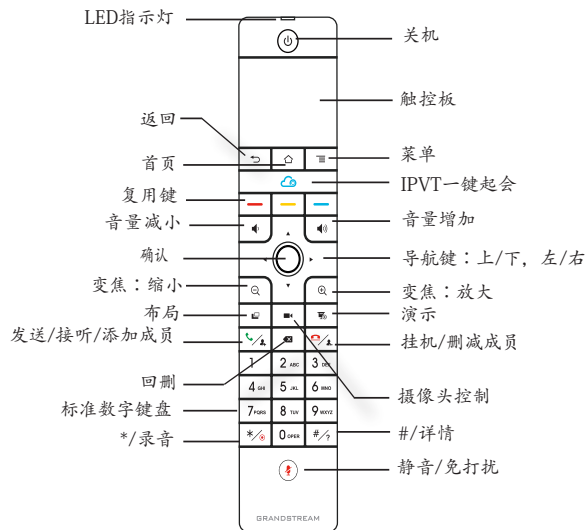 LED指示灯
关机
触控板
返回
首页
菜单
IPVT一键起会
复用键
音量减小
音量增加
确认
导航键：上/下，左/右
变焦：缩小
变焦：放大
布局
演示
发送/接听/添加成员
挂机/删减成员
1 2 ABC 3 DEF
回删
4 GHI 5 JKL 6 MNO
摄像头控制
标准数字键盘
7 PQRS 8 TUV 9 WXYZ
*/录音
* 0 OPER #/?
#/详情
静音/免打扰
GRANDSTREAM